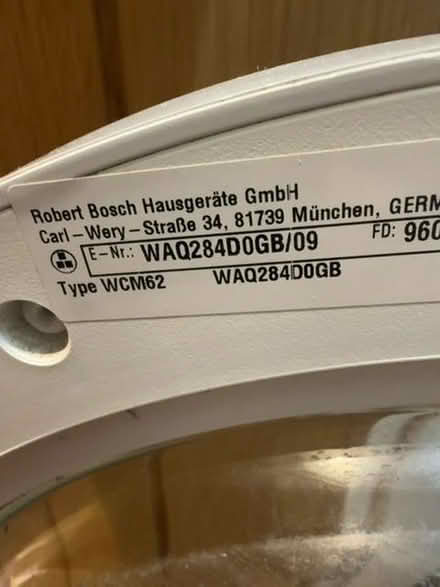 Robert Bosch Hausgeräte GmbH
Carl-Wery-Straße 34, 81739 München, GERM
E-Nr.: WAQ284D0GB/09 FD: 960
Type WCM62 WAQ284D0GB